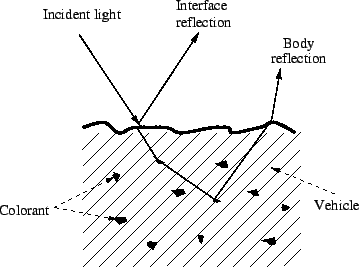 Incident light
Interface
reflection
Body
reflection
Colorant
Vehicle